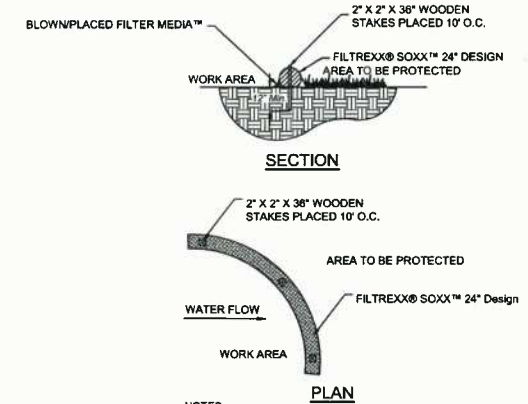 2" X 2" X 36" WOODEN
STAKES PLACED 10' O.C.
BLOWN/PLACED FILTER MEDIA™
FILTREXX® SOXX™ 24" DESIGN
AREA TO BE PROTECTED
WORK AREA
12" Min.
SECTION
2" X 2" X 36" WOODEN
STAKES PLACED 10' O.C.
AREA TO BE PROTECTED
FILTREXX® SOXX™ 24" Design
WATER FLOW
WORK AREA
PLAN